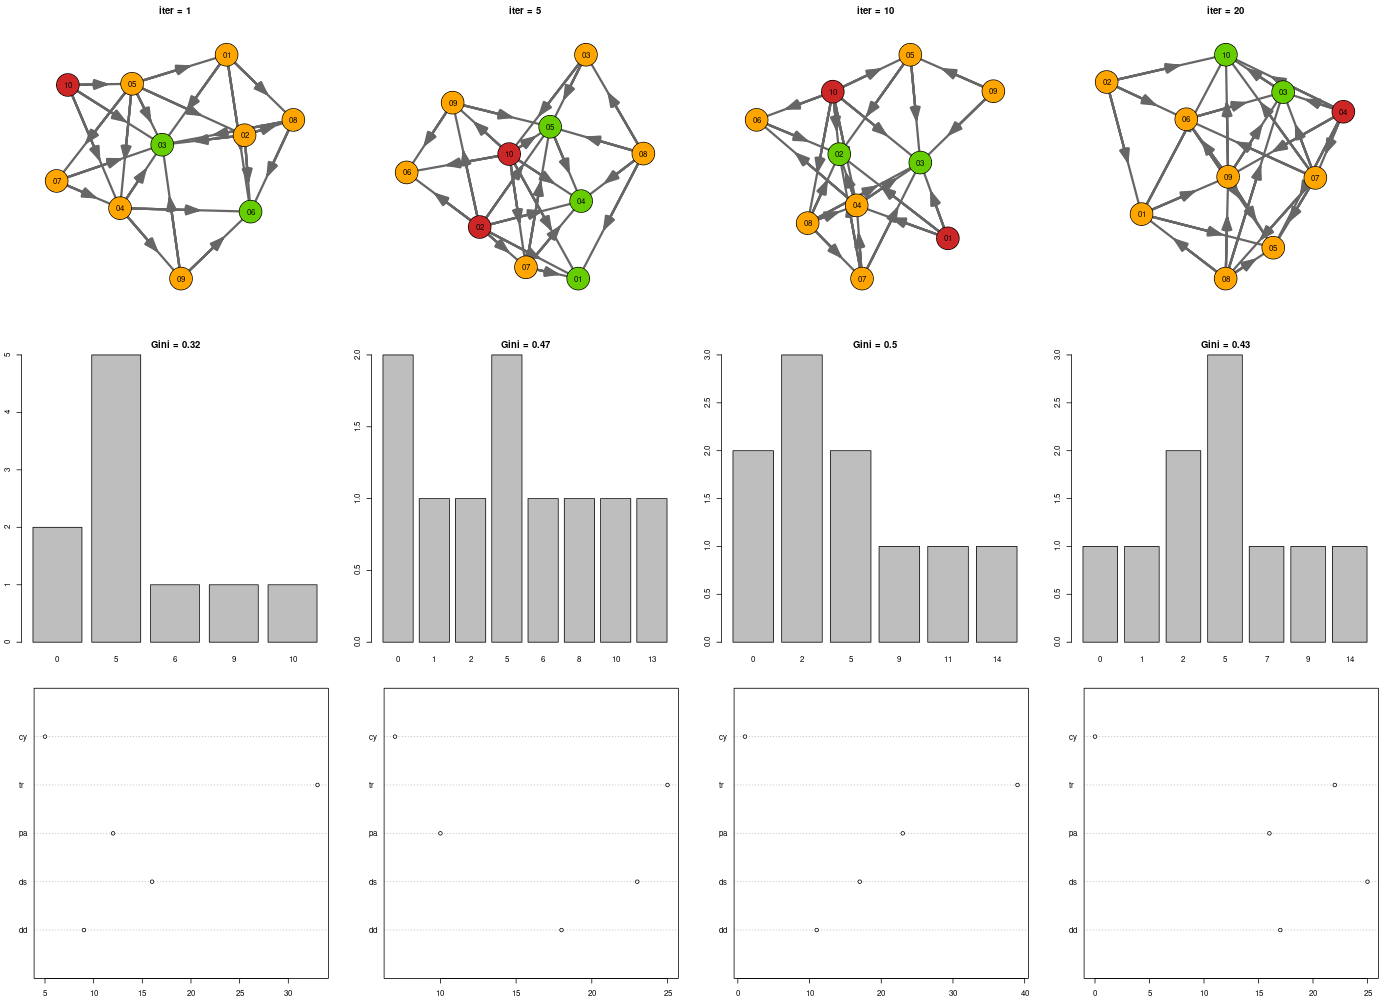 iter = 1
iter = 5
iter = 10
iter = 20
01
10
05
08
02
03
07
04
06
09
03
09
05
10
08
06
04
02
07
01
05
10
09
06
02
03
04
08
01
07
10
02
03
04
06
09
07
01
05
08
Gini = 0.32
0 1 2 3 4 5
0 5 6 9 10
Gini = 0.47
0.0 0.5 1.0 1.5 2.0
0 1 2 5 6 8 10 13
Gini = 0.5
0.0 0.5 1.0 1.5 2.0 2.5 3.0
0 2 5 9 11 14
Gini = 0.43
0.0 0.5 1.0 1.5 2.0 2.5 3.0
0 1 2 5 7 9 14
cy
tr
pa
ds
dd
5 10 15 20 25 30
cy
tr
pa
ds
dd
10 15 20 25
cy
tr
pa
ds
dd
0 10 20 30 40
cy
tr
pa
ds
dd
0 5 10 15 20 25